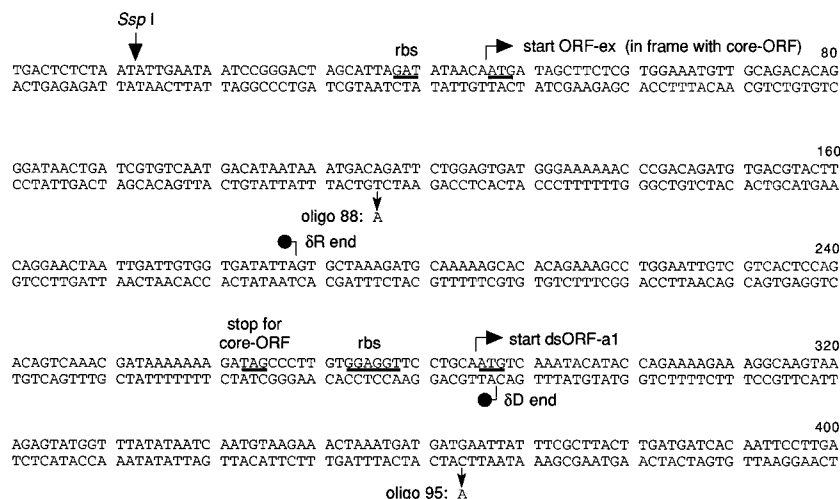 Ssp I
rbs
start ORF-ex (in frame with core-ORF)
80
TGACTCTCTA ATATTGAATA ATCCGGGACT AGCATTAGAT ATAACAATGA TAGCTTCTCG TGGAAATGTT GCAGACACAG
ACTGAGAGAT TATAACTTAT TAGGCCCTGA TCGTAATCTA TATTGTTACT ATCGAAGAGC ACCTTTACAA CGTCTGTGTC
160
GGATAACTGA TCGTGTCAAT GACATAATAA ATGACAGATT CTGGAGTGAT GGGAAAAAAC CCGACAGATG TGACGTACTT
CCTATTGACT AGCACAGTTA CTGTATTATT TACTGTCTAA GACCTCACTA CCCTTTTTTG GGCTGTCTAC ACTGCATGAA
oligo 88: A
δR end
240
CAGGAACTAA TTGATTGTGG TGATATTAGT GCTAAAGATG CAAAAAGCAC ACAGAAAGCC TGGAATTGTC GTCACTCCAG
GTCCTTGATT AACTAACACC ACTATAATCA CGATTTCTAC GTTTTTCGTG TGTCTTTCGG ACCTTAACAG CAGTGAGGTC
stop for
core-ORF
rbs
start dsORF-a1
320
ACAGTCAAAC GATAAAAAAA GATAGCCCTT GTGGAGGTTC CTGCAATGTC AAATACATAC CAGAAAAGAA AGGCAAGTAA
TGTCAGTTTG CTATTTTTTT CTATCGGGAA CACCTCCAAG GACGTTACAG TTTATGTATG GTCTTTTCTT TCCGTTCATT
δD end
400
AGAGTATGGT TTATATAATC AATGTAAGAA ACTAAATGAT GATGAATTAT TTCGCTTACT TGATGATCAC AATTCCTTGA
TCTCATACCA AATATATTAG TTACATTCTT TGATTTACTA CTACTTAATA AAGCGAATGA ACTACTAGTG TTAAGGAACT
oligo 95: A